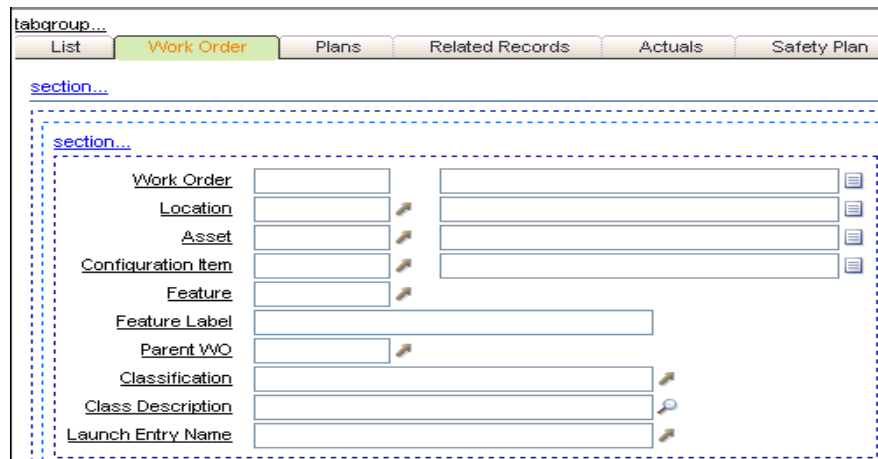 tabgroup...
List Work Order Plans Related Records Actuals Safety Plan
section...
section...
Work Order
Location
Asset
Configuration Item
Feature
Feature Label
Parent WO
Classification
Class Description
Launch Entry Name